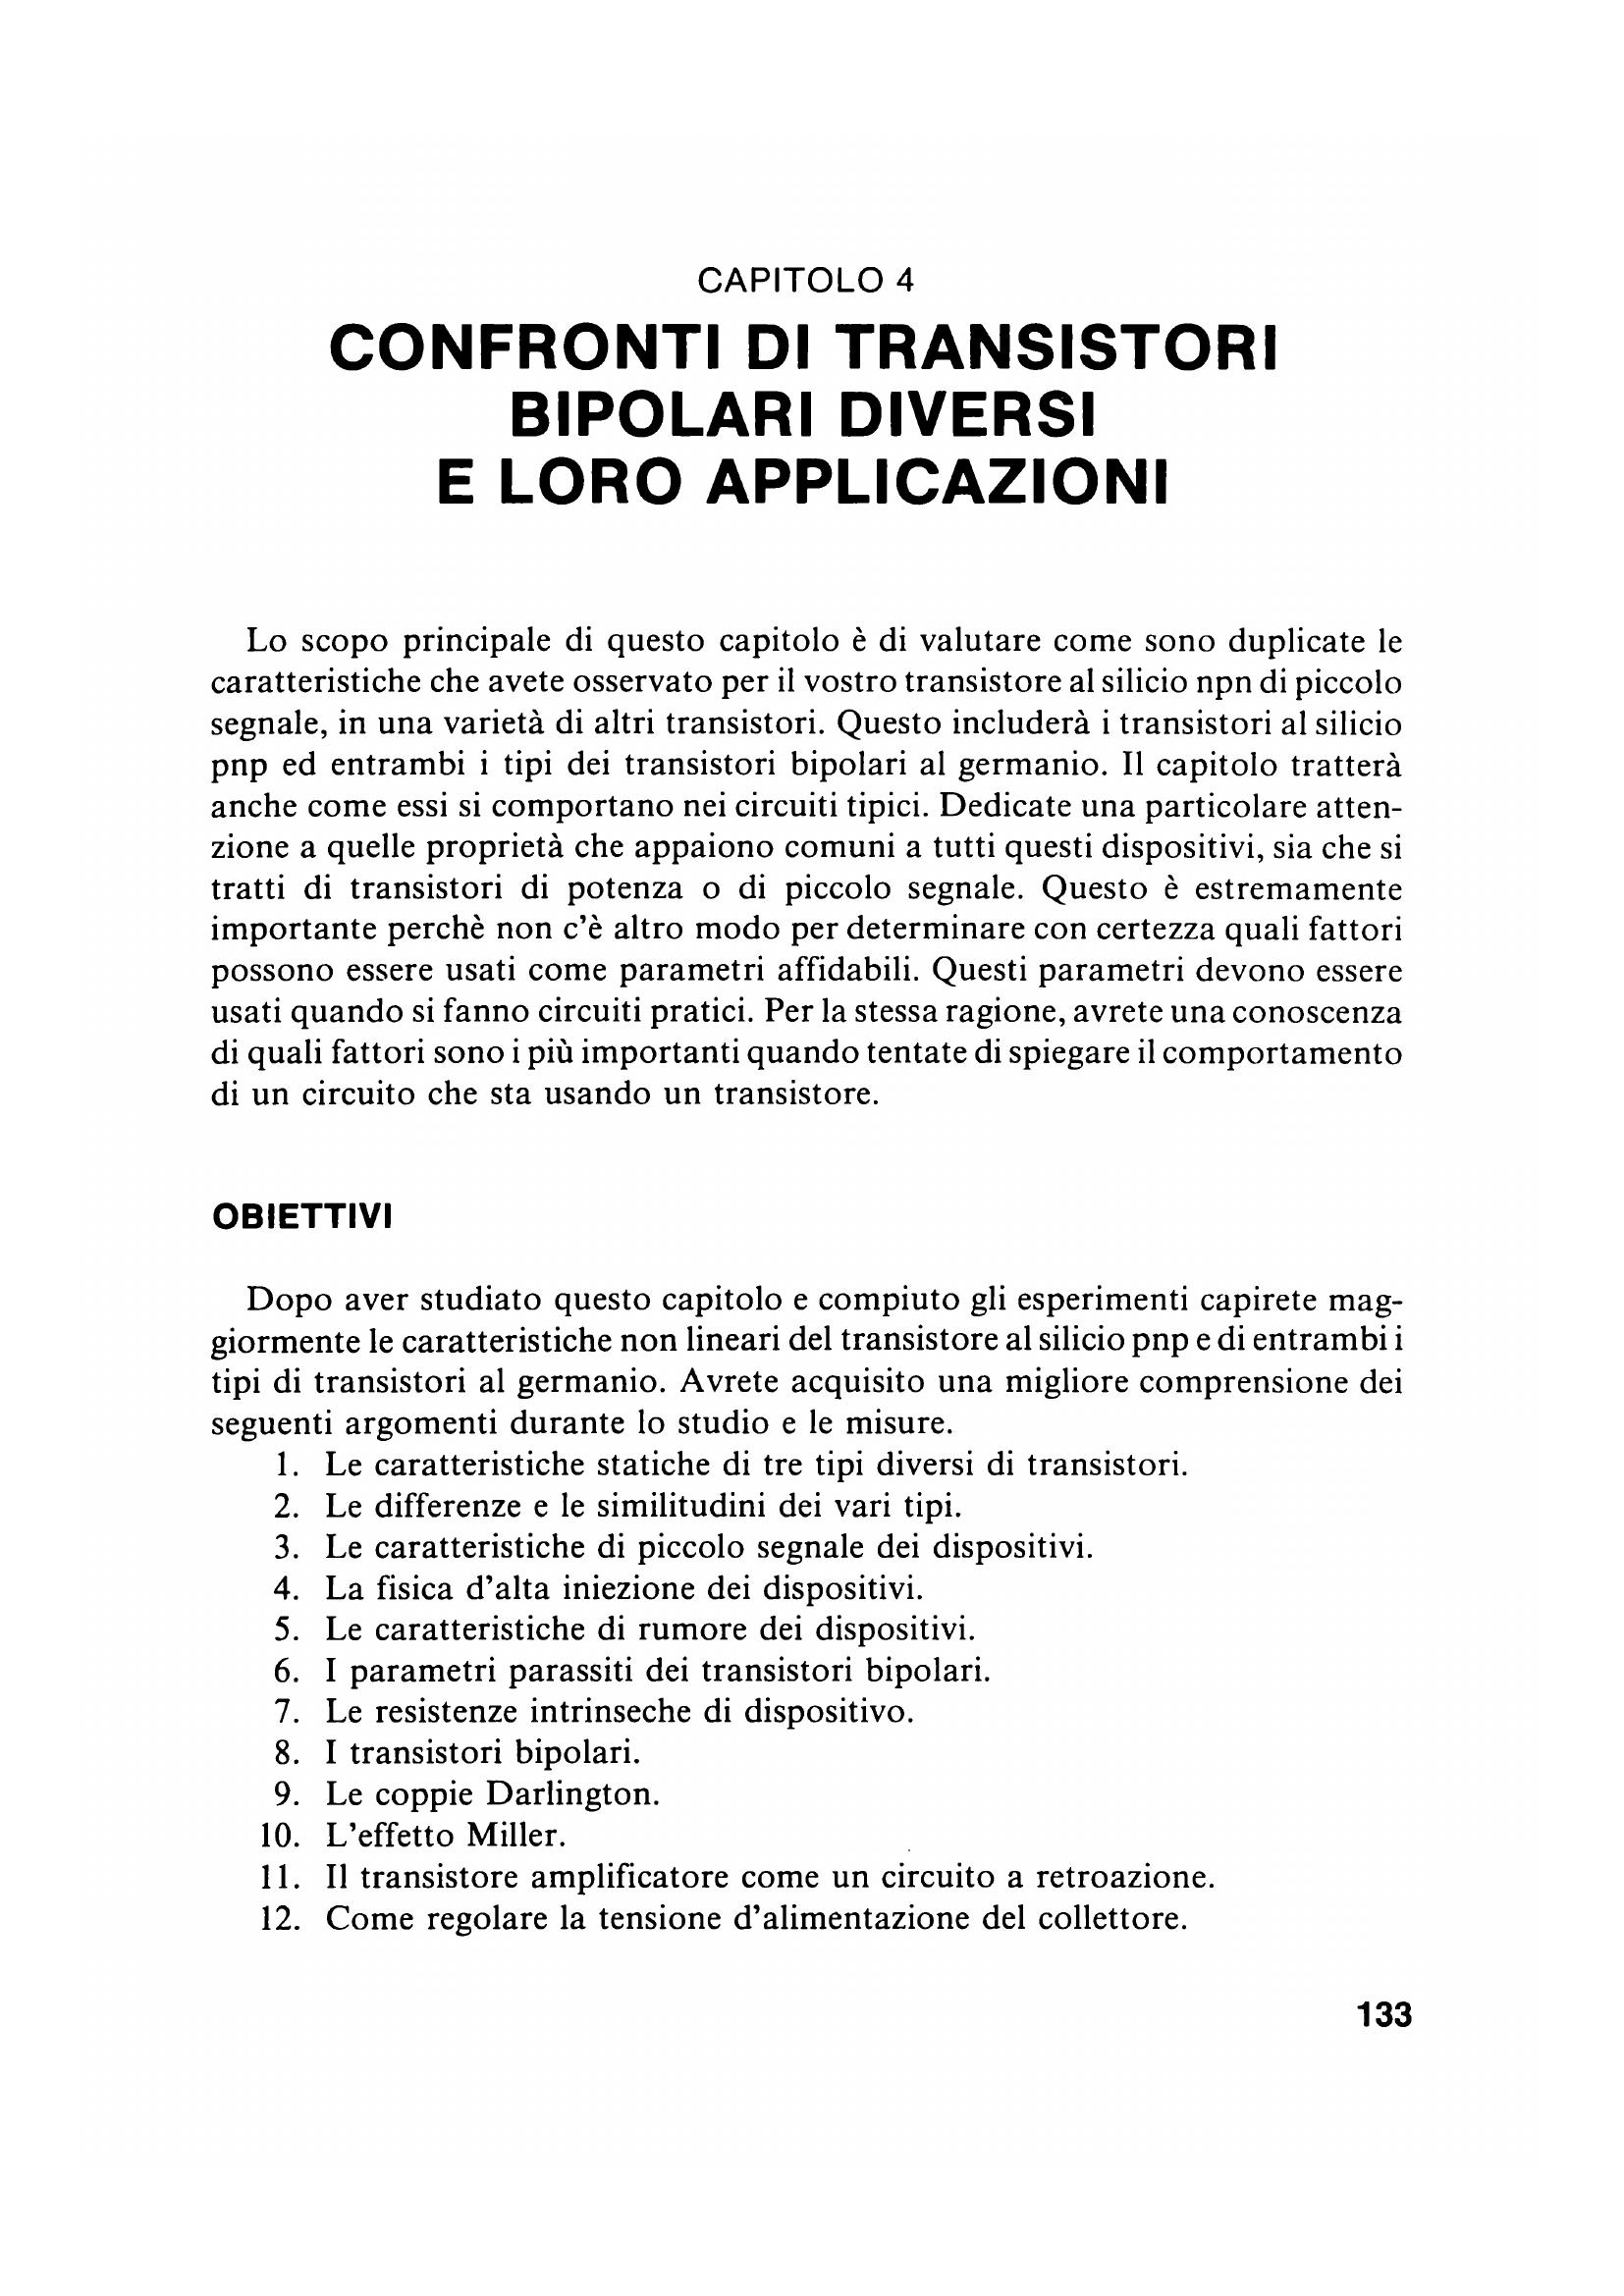 CAPITOLO 4
CONFRONTI DI TRANSISTORI
BIPOLARI DIVERSI
E LORO APPLICAZIONI
Lo scopo principale di questo capitolo è di valutare come sono duplicate le
caratteristiche che avete osservato per il vostro transistore al silicio npn di piccolo
segnale, in una varietà di altri transistori. Questo includerà i transistori al silicio
pnp ed entrambi i tipi dei transistori bipolari al germanio. Il capitolo tratterà
anche come essi si comportano nei circuiti tipici. Dedicate una particolare atten-
zione a quelle proprietà che appaiono comuni a tutti questi dispositivi, sia che si
tratti di transistori di potenza o di piccolo segnale. Questo è estremamente
importante perchè non c'è altro modo per determinare con certezza quali fattori
possono essere usati come parametri affidabili. Questi parametri devono essere
usati quando si fanno circuiti pratici. Per la stessa ragione, avrete una conoscenza
di quali fattori sono i più importanti quando tentate di spiegare il comportamento
di un circuito che sta usando un transistore.
OBIETTIVI
Dopo aver studiato questo capitolo e compiuto gli esperimenti capirete mag-
giormente le caratteristiche non lineari del transistore al silicio pnp e di entrambi i
tipi di transistori al germanio. Avrete acquisito una migliore comprensione dei
seguenti argomenti durante lo studio e le misure.
1. Le caratteristiche statiche di tre tipi diversi di transistori.
2. Le differenze e le similitudini dei vari tipi.
3. Le caratteristiche di piccolo segnale dei dispositivi.
4. La fisica d'alta iniezione dei dispositivi.
5. Le caratteristiche di rumore dei dispositivi.
6. I parametri parassiti dei transistori bipolari.
7. Le resistenze intrinseche di dispositivo.
8. I transistori bipolari.
9. Le coppie Darlington.
10. L'effetto Miller.
11. Il transistore amplificatore come un circuito a retroazione.
12. Come regolare la tensione d'alimentazione del collettore.
133